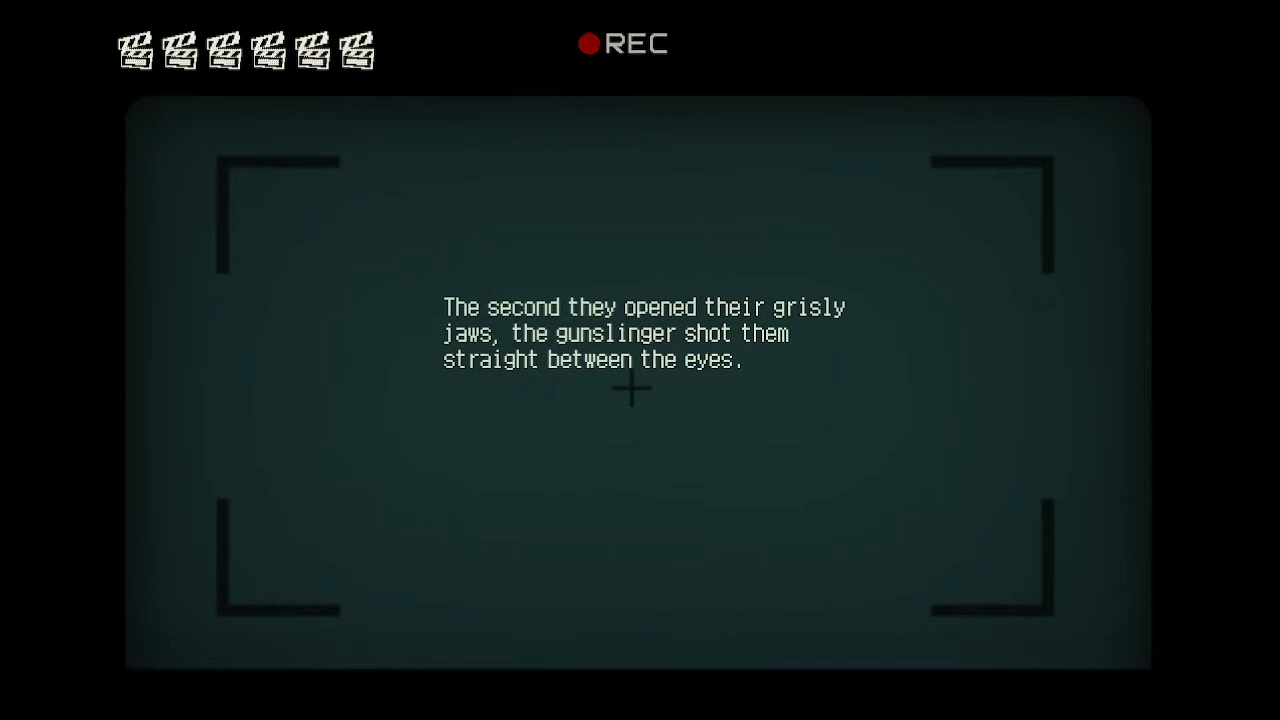 REC
The second they opened their grisly
jaws, the gunslinger shot them
straight between the eyes.